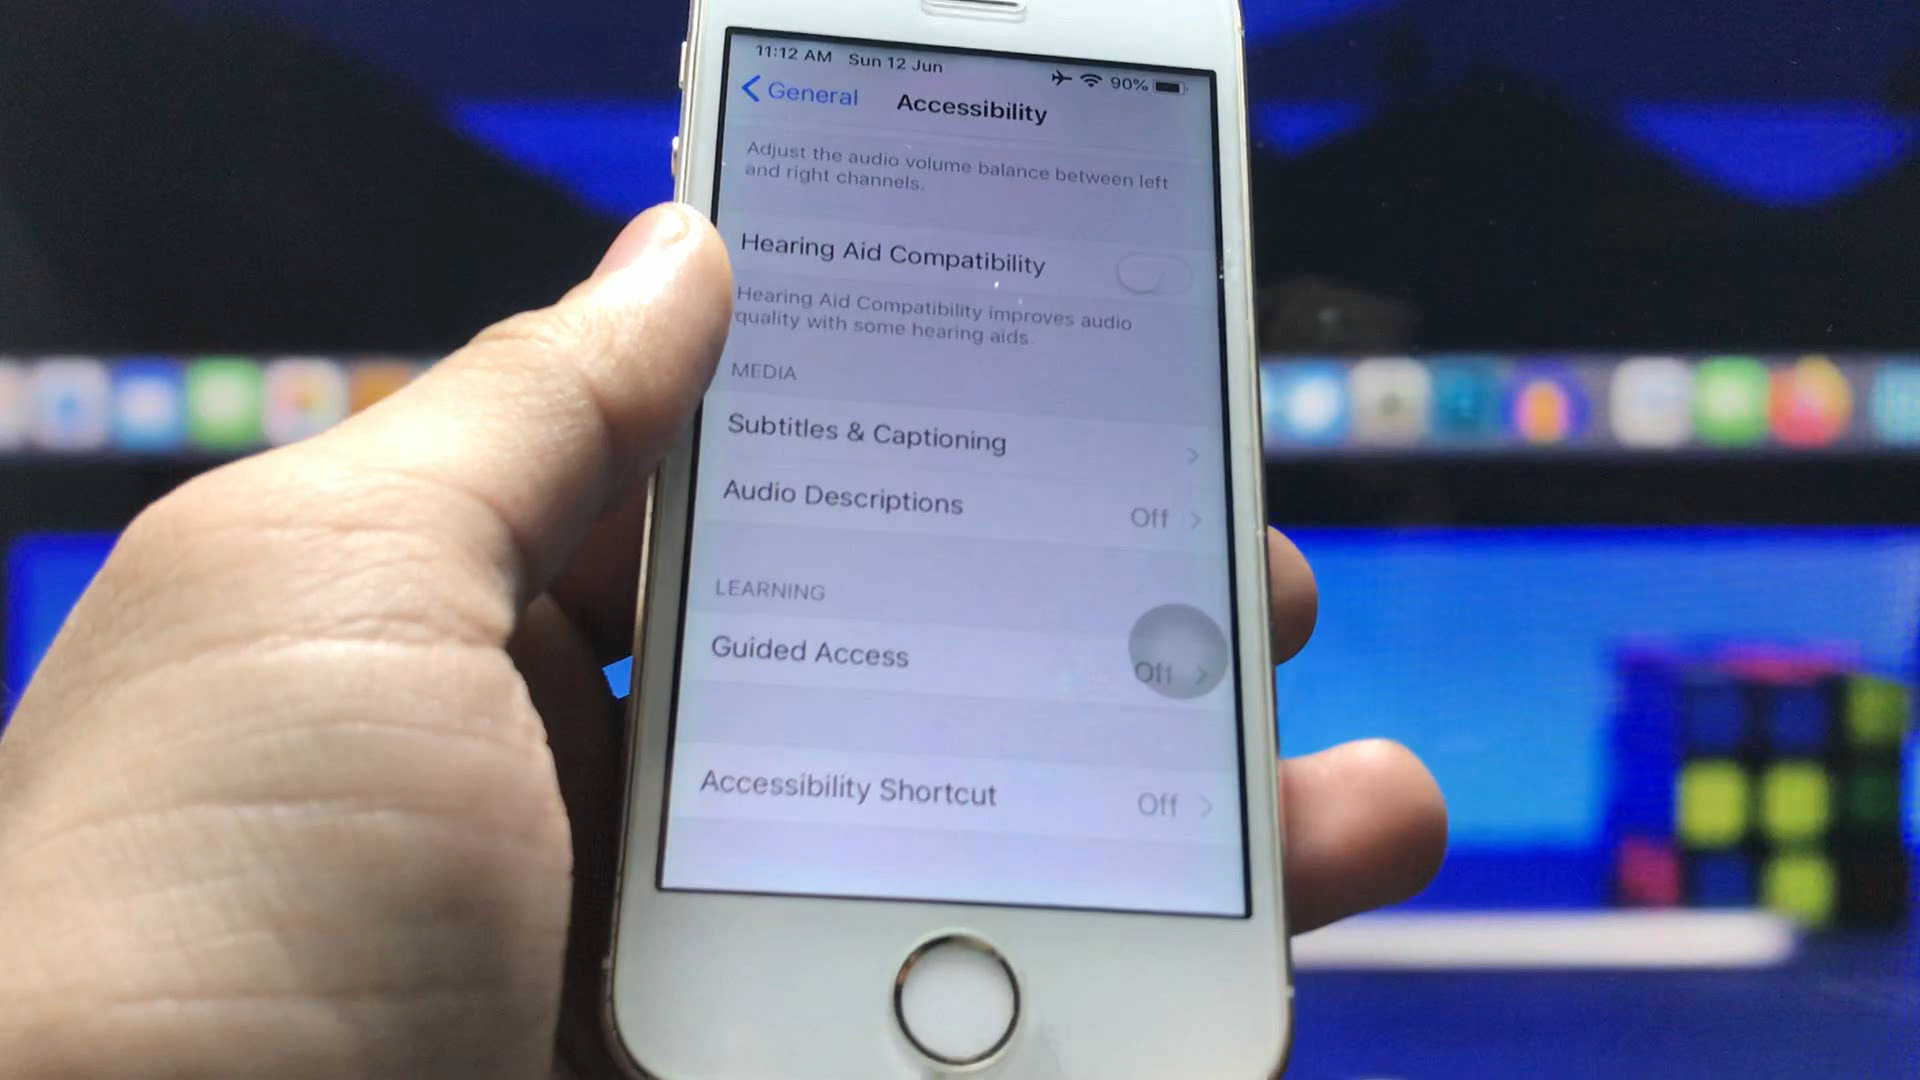 11:12 AM Sun 12 Jun 90%
General Accessibility
Adjust the audio volume balance between left
and right channels.
Hearing Aid Compatibility
Hearing Aid Compatibility improves audio
quality with some hearing aids.
MEDIA
Subtitles & Captioning
Audio Descriptions Off
LEARNING
Guided Access Off
Accessibility Shortcut Off